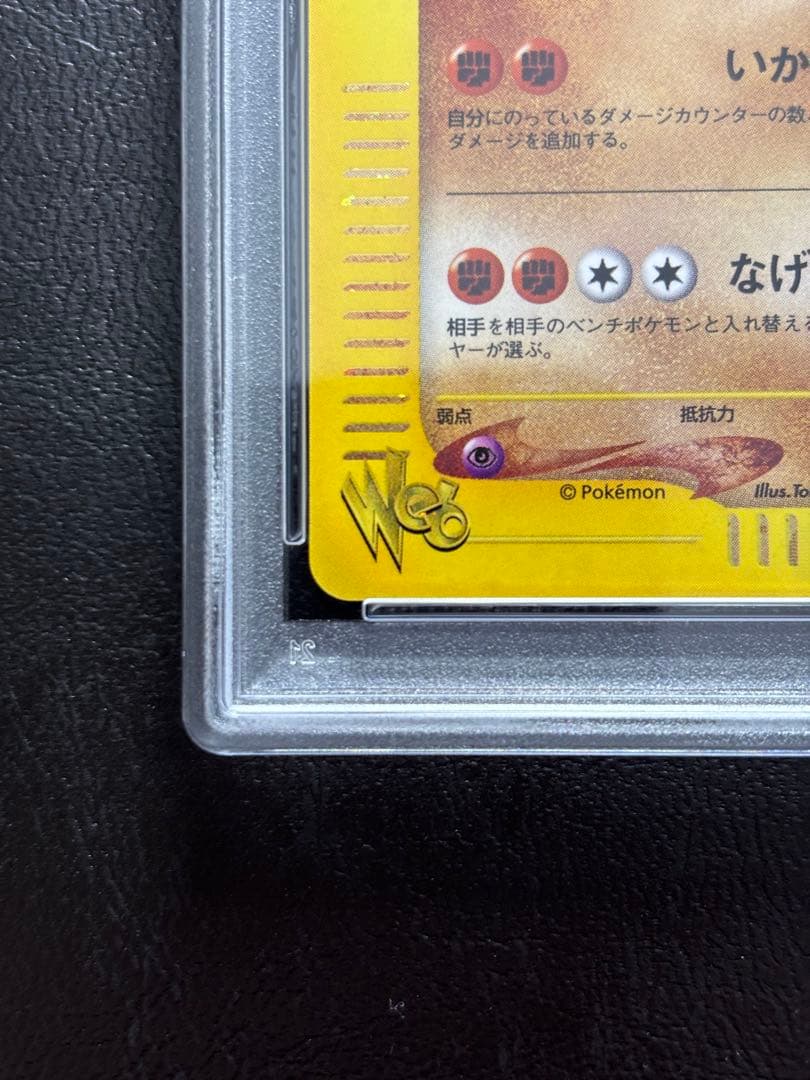 いか
自分にのっているダメージカウンターの数
ダメージを追加する。
なげ
相手を相手のベンチポケモンと入れ替える
ヤーが選ぶ。
弱点
抵抗力
© Pokémon
Illus.To
Web
21